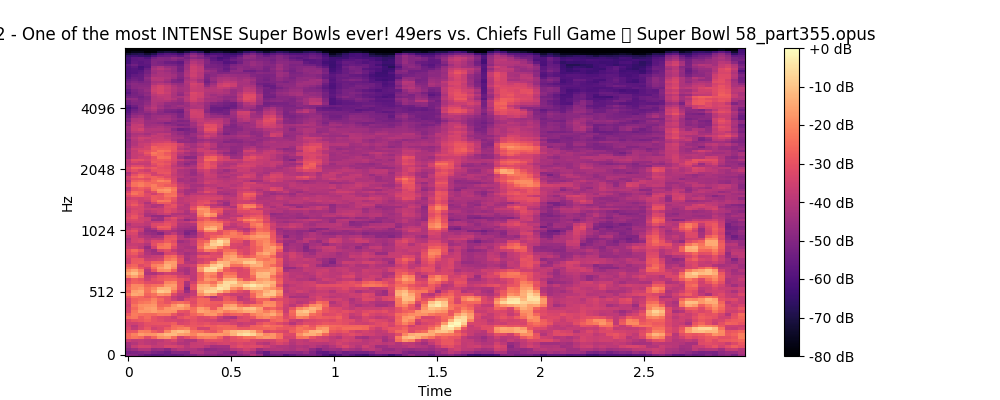 2 - One of the most INTENSE Super Bowls ever! 49ers vs. Chiefs Full Game ▯ Super Bowl 58_part355.opus
+0 dB
-10 dB
-20 dB
-30 dB
-40 dB
-50 dB
-60 dB
-70 dB
-80 dB
4096
2048
1024
512
0
Hz
0
0.5
1
1.5
2
2.5
Time